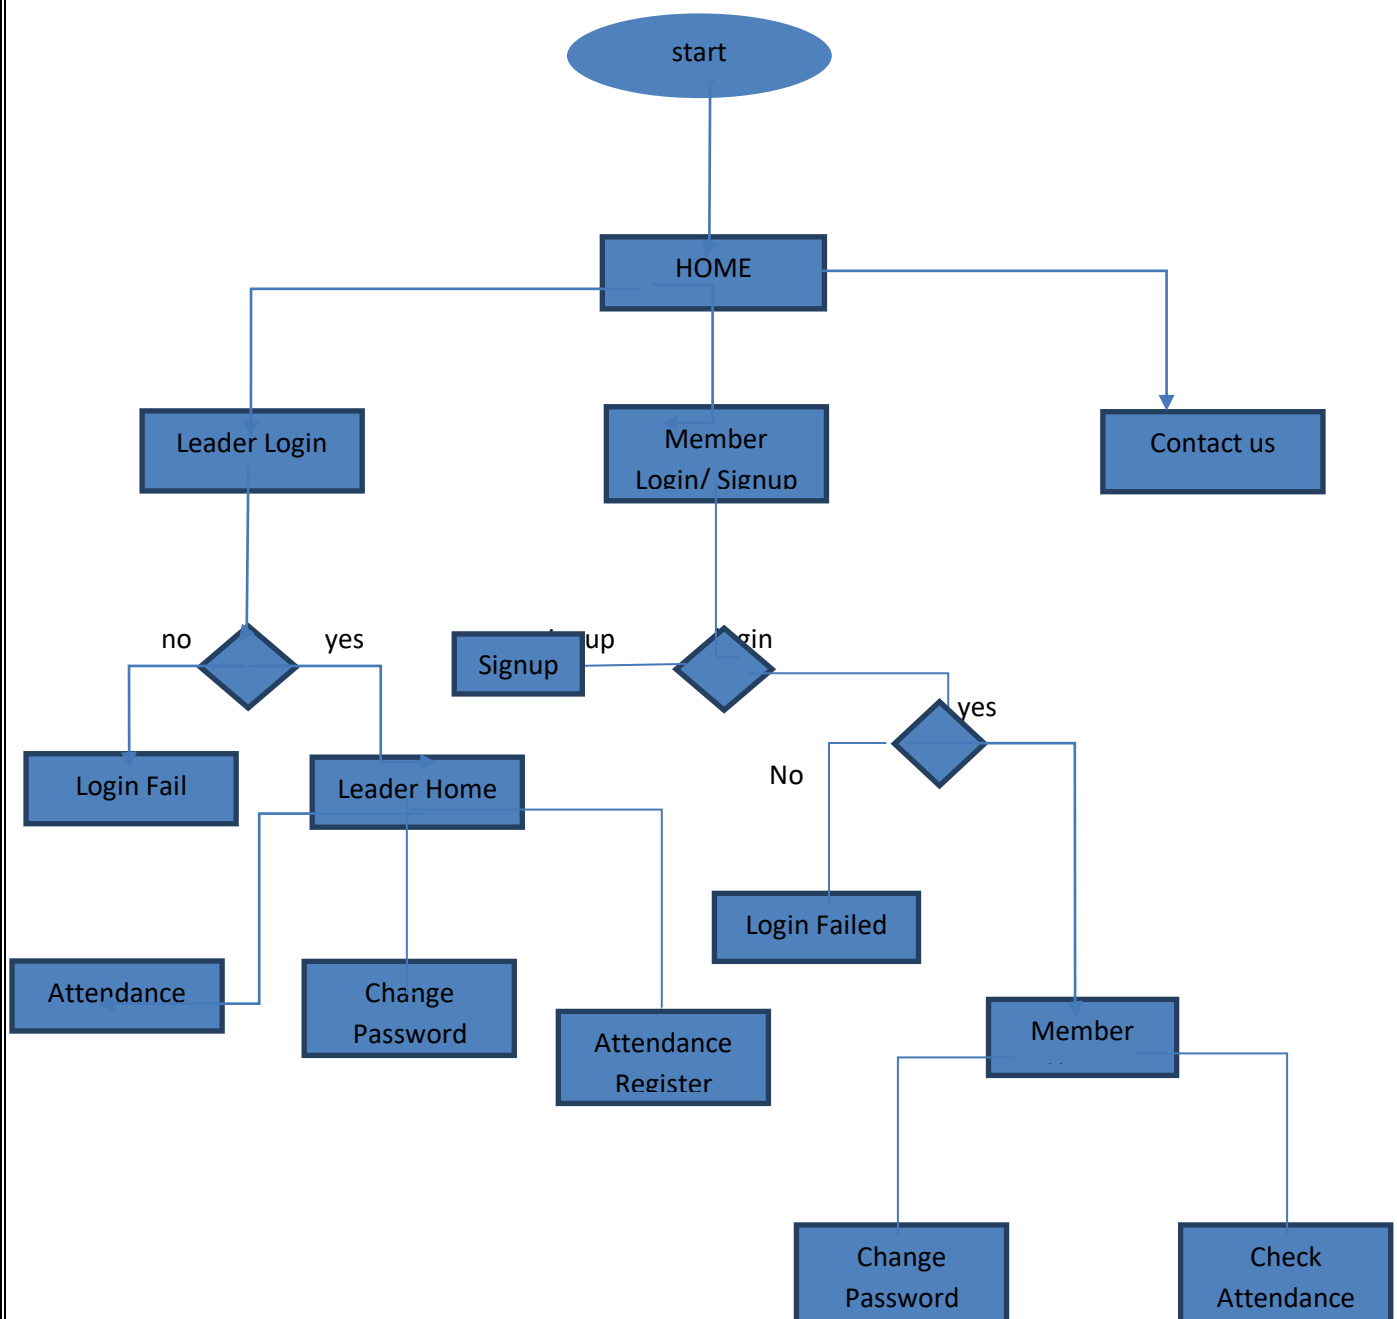 start
HOME
Leader Login
Member
Login/ Signup
Contact us
no
yes
Signup
up
yes
No
Login Fail
Leader Home
Login Failed
Attendance
Change
Password
Attendance
Register
Member
Change
Password
Check
Attendance